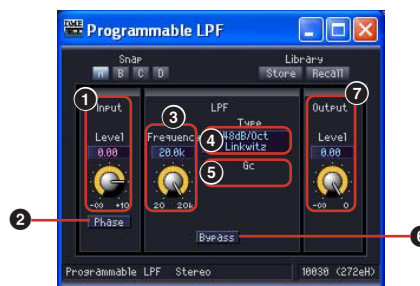 DME Programmable LPF
Snap Library
A B C D Store Recall
1 Input LPF 7 Output
3 Type
Level Frequency 4 48dB/Oct Level
Linkwitz
0.00 20.0k 0.00
5 Gc
-∞ +10 20 20k -∞ 0
2 Phase
Bypass 6
Programmable LPF Stereo 10030 (272eH)